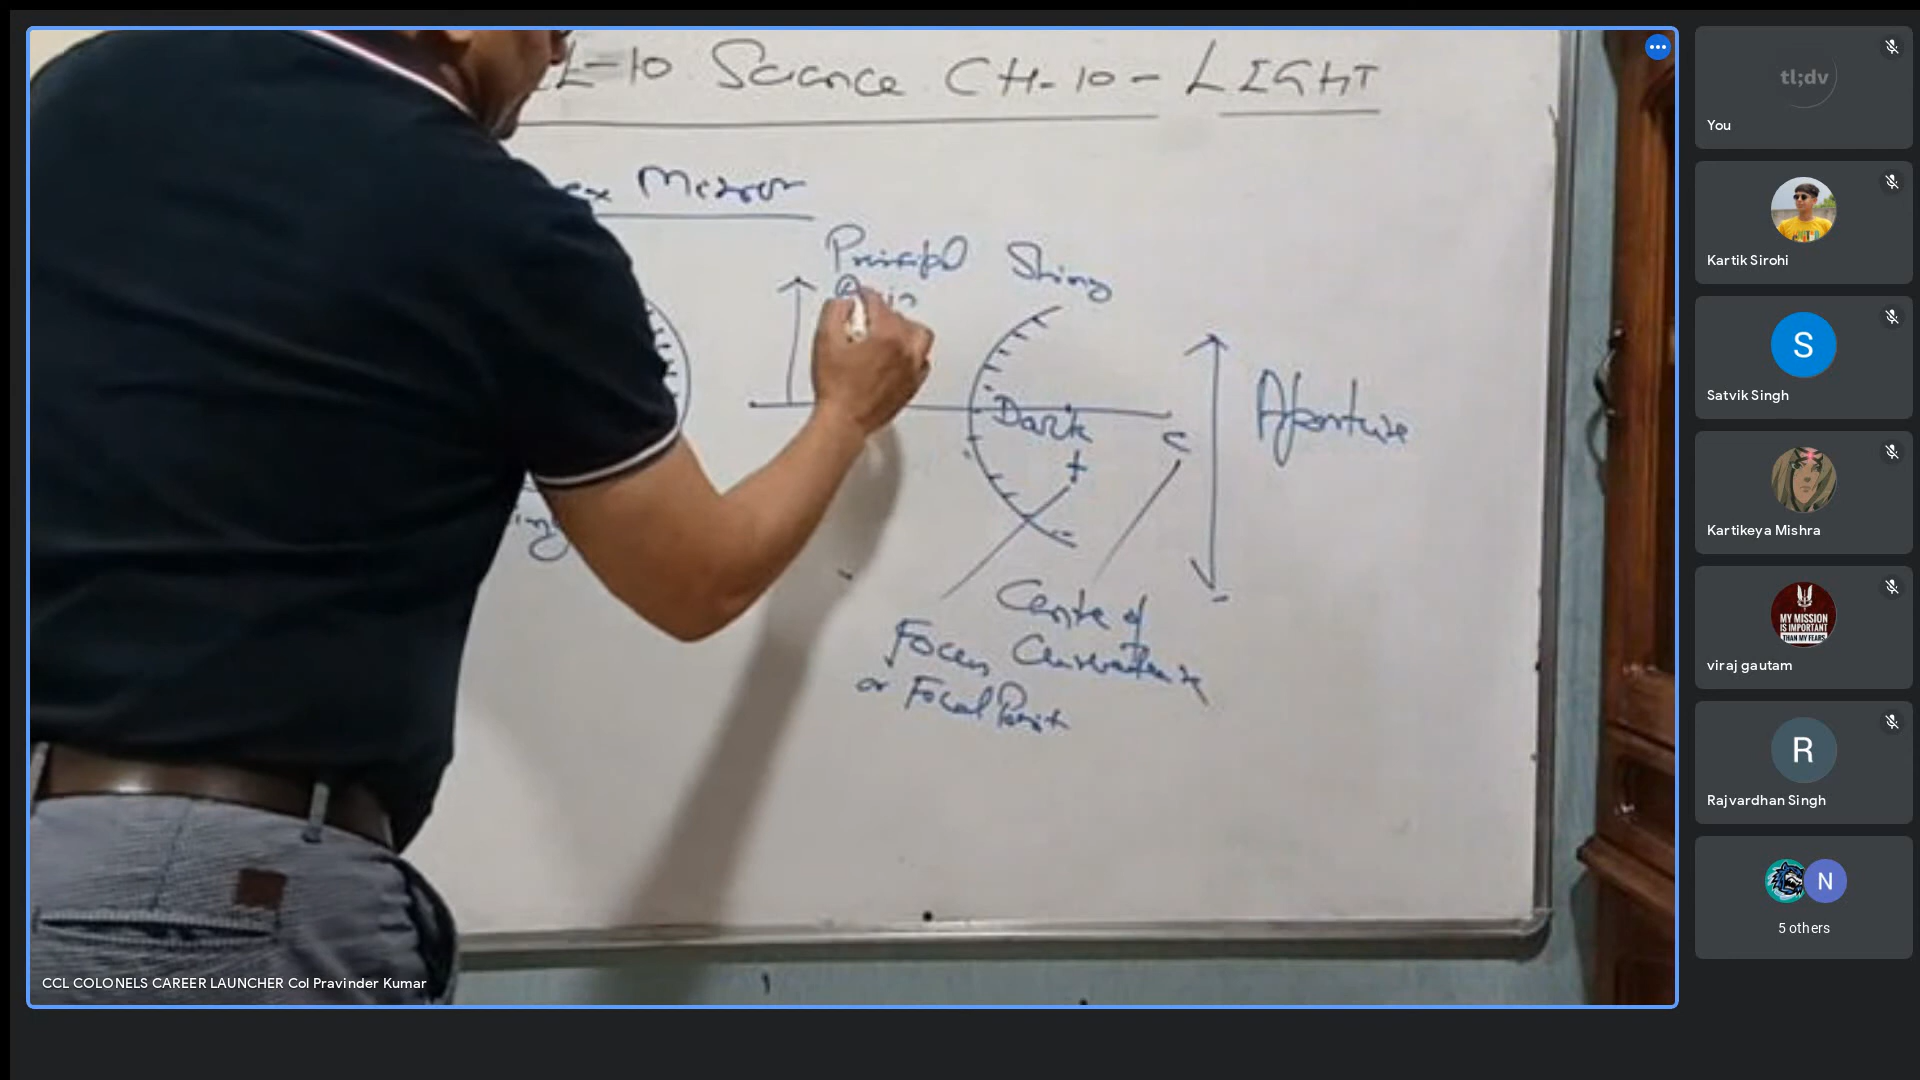 L-10 Science CH-10 - LIGHT
ex Mirror
Principal Shiny
Axis
Dark
C
Aperture
Centre of
Focus Curvature
or Focal Point
CCL COLONELS CAREER LAUNCHER Col Pravinder Kumar
tl;dv
You
Kartik Sirohi
S
Satvik Singh
Kartikeya Mishra
MY MISSION
IS IMPORTANT
THAN MY FEARS
viraj gautam
R
Rajvardhan Singh
N
5 others